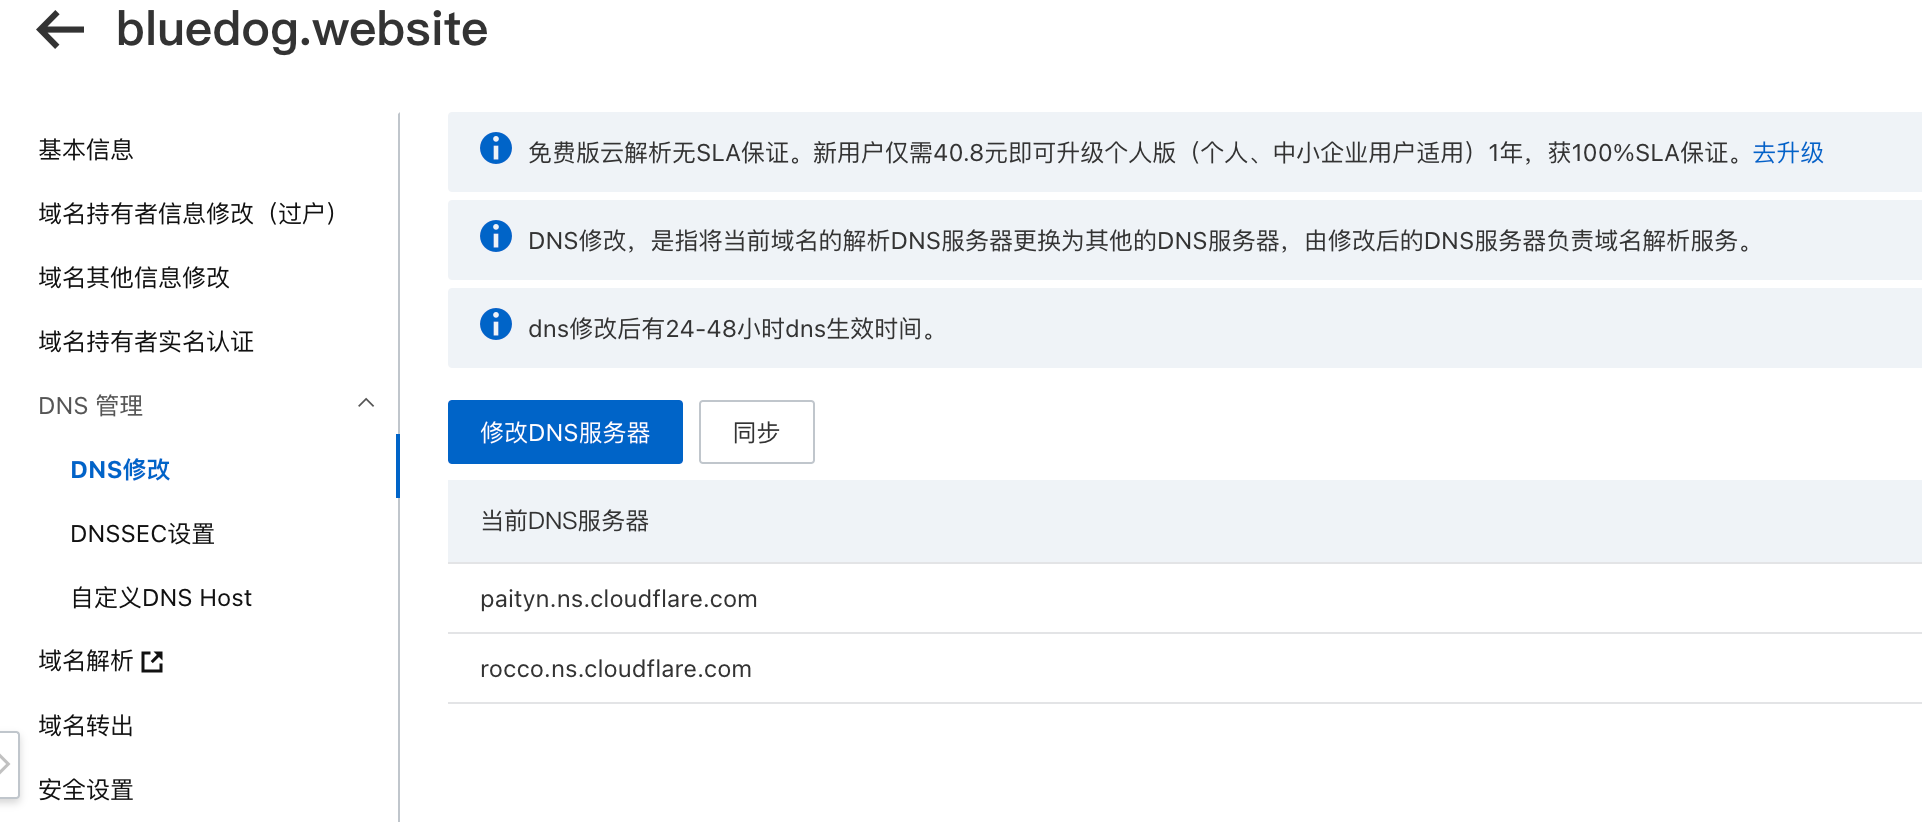 bluedog.website
基本信息
域名持有者信息修改（过户）
域名其他信息修改
域名持有者实名认证
DNS 管理
DNS修改
DNSSEC设置
自定义DNS Host
域名解析
域名转出
安全设置
免费版云解析无SLA保证。新用户仅需40.8元即可升级个人版（个人、中小企业用户适用）1年，获100%SLA保证。去升级
DNS修改，是指将当前域名的解析DNS服务器更换为其他的DNS服务器，由修改后的DNS服务器负责域名解析服务。
dns修改后有24-48小时dns生效时间。
修改DNS服务器 同步
当前DNS服务器
paityn.ns.cloudflare.com
rocco.ns.cloudflare.com